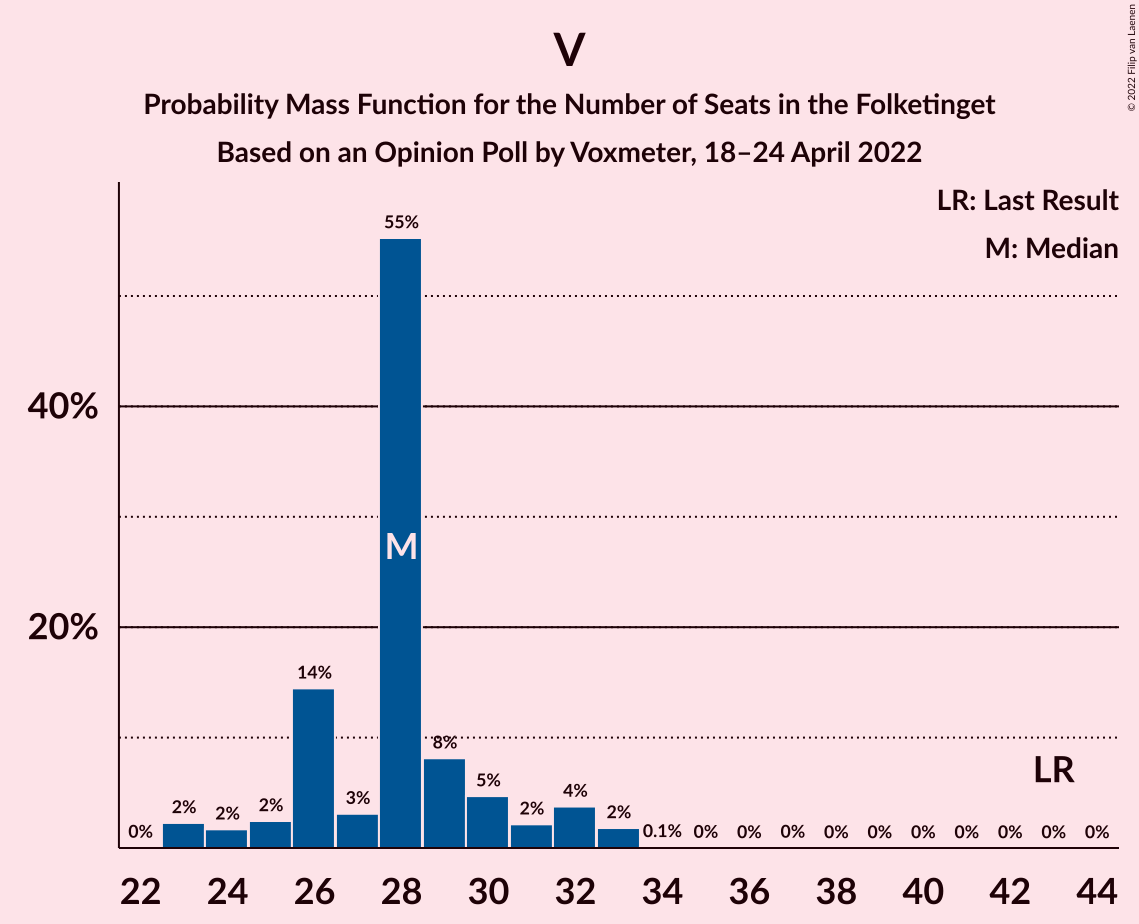 V
Probability Mass Function for the Number of Seats in the Folketinget
Based on an Opinion Poll by Voxmeter, 18–24 April 2022
© 2022 Filip van Laenen
LR: Last Result
M: Median
55%
40%
M
20%
14%
8%
LR
0% 2% 2% 2% 3% 5% 2% 4% 2% 0.1% 0% 0% 0% 0% 0% 0% 0% 0% 0% 0%
22 24 26 28 30 32 34 36 38 40 42 44